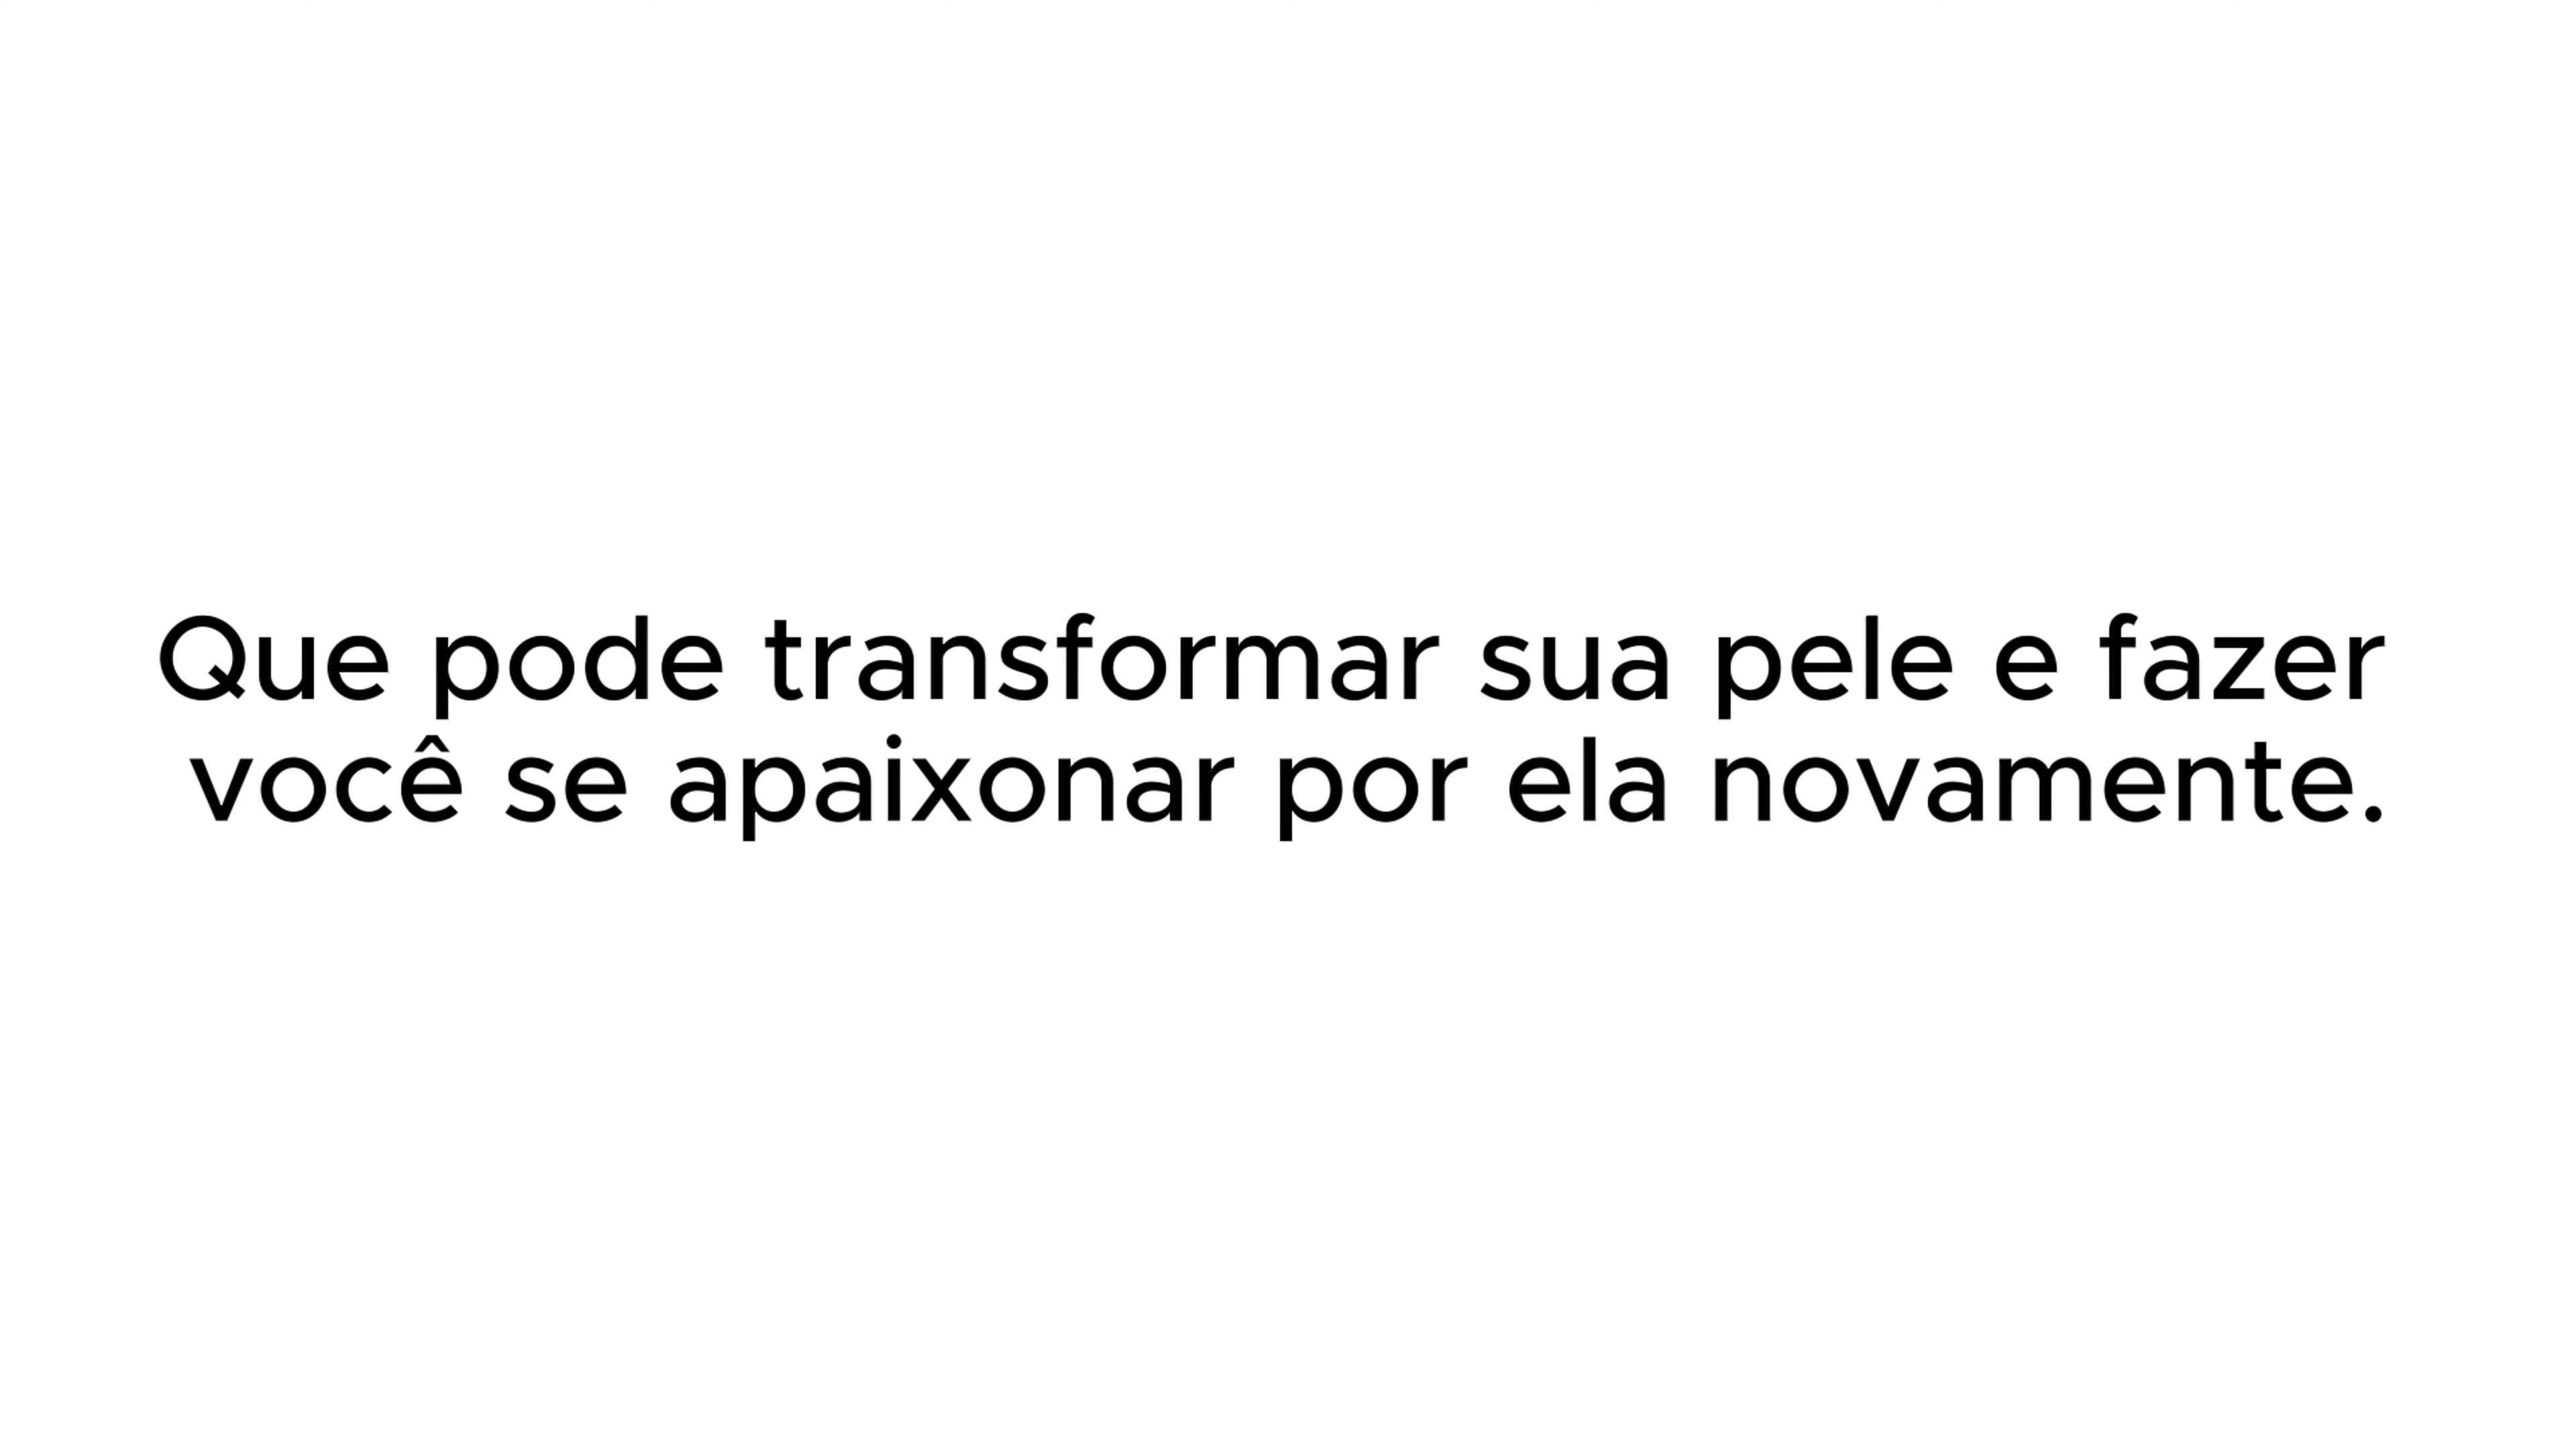 Que pode transformar sua pele e fazer
você se apaixonar por ela novamente.